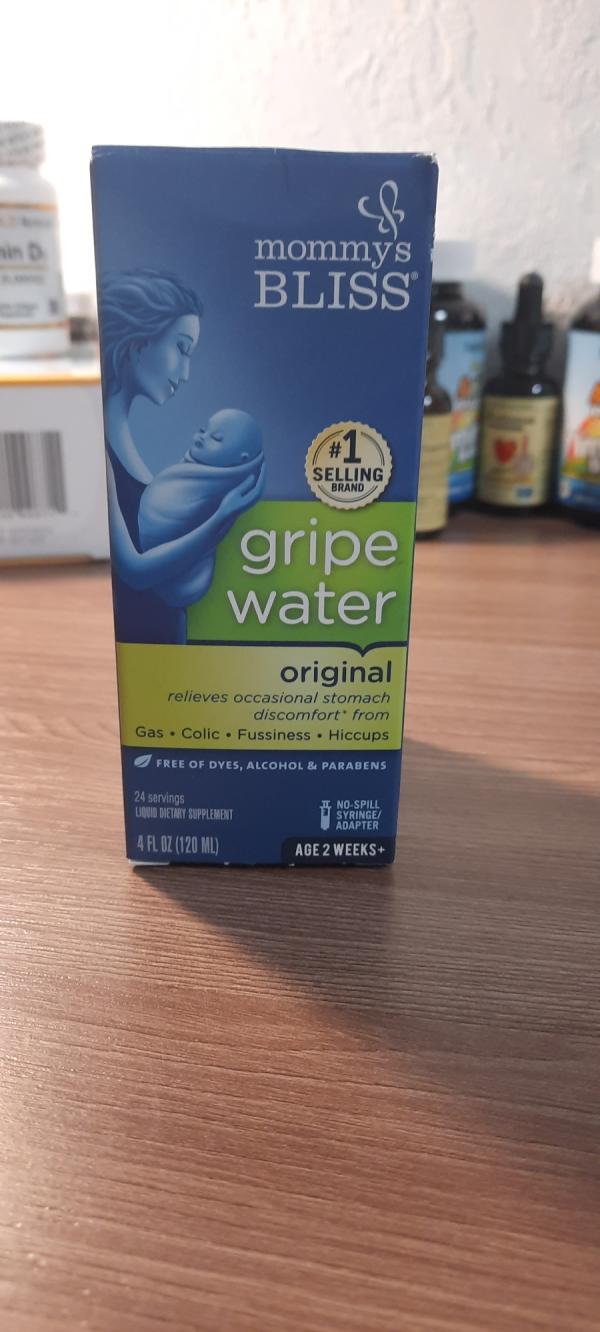 mommy's
BLISS®
#1
SELLING
BRAND
gripe
water
original
relieves occasional stomach
discomfort* from
Gas • Colic • Fussiness • Hiccups
FREE OF DYES, ALCOHOL & PARABENS
24 servings
LIQUID DIETARY SUPPLEMENT
4 FL OZ (120 ML)
NO-SPILL
SYRINGE/
ADAPTER
AGE 2 WEEKS+